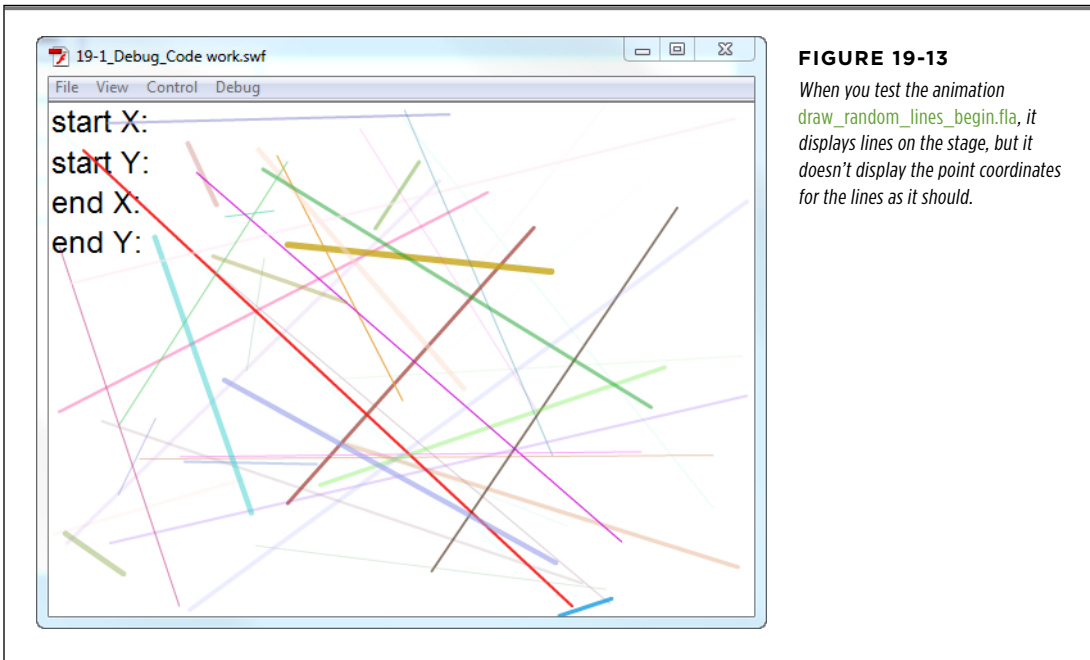 19-1_Debug_Code work.swf
File View Control Debug
start X:
start Y:
end X:
end Y:
FIGURE 19-13
When you test the animation
draw_random_lines_begin.fla, it
displays lines on the stage, but it
doesn't display the point coordinates
for the lines as it should.